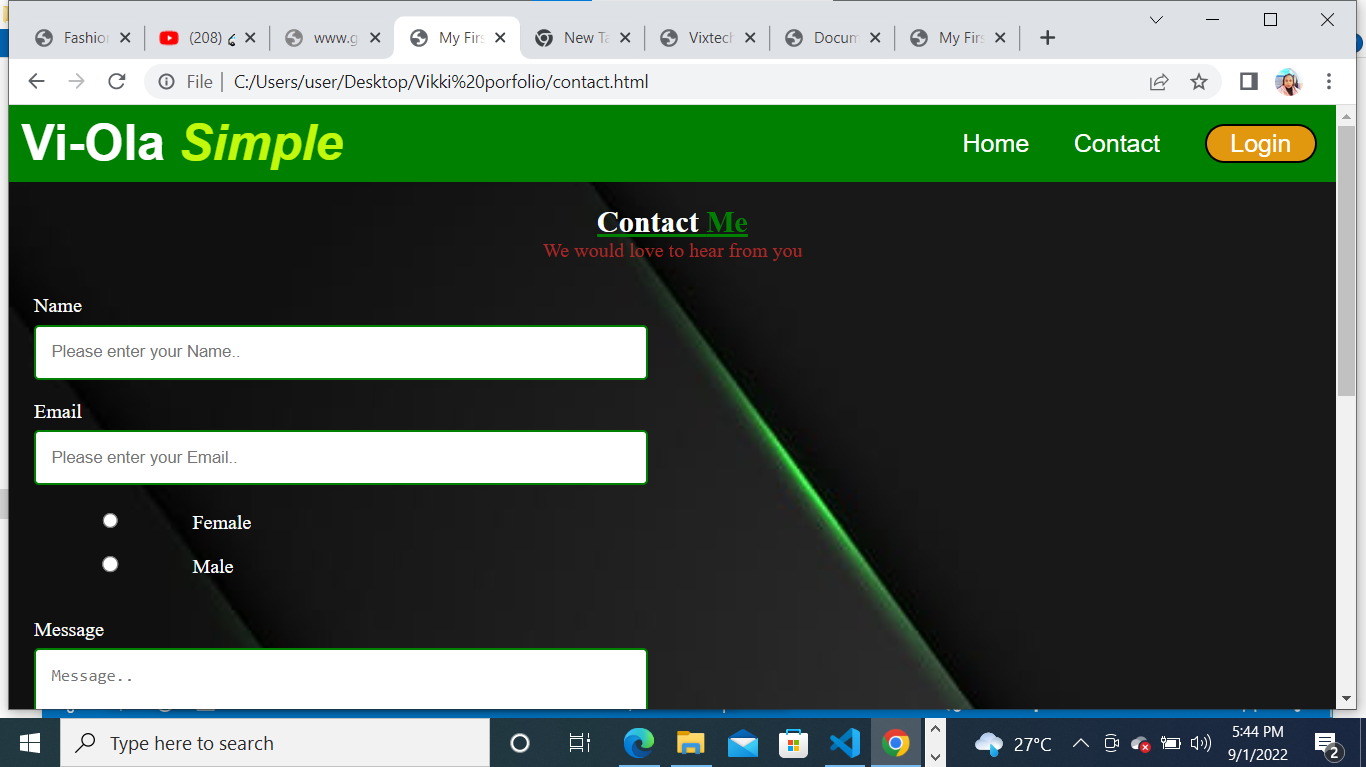 Fashion (208) www.g My Firs New Ta Vixtech Docum My Firs
File C:/Users/user/Desktop/Vikki%20porfolio/contact.html
Vi-Ola Simple Home Contact Login
Contact Me
We would love to hear from you
Name
Please enter your Name..
Email
Please enter your Email..
Female
Male
Message
Message..
Type here to search 27°C 5:44 PM
9/1/2022 2